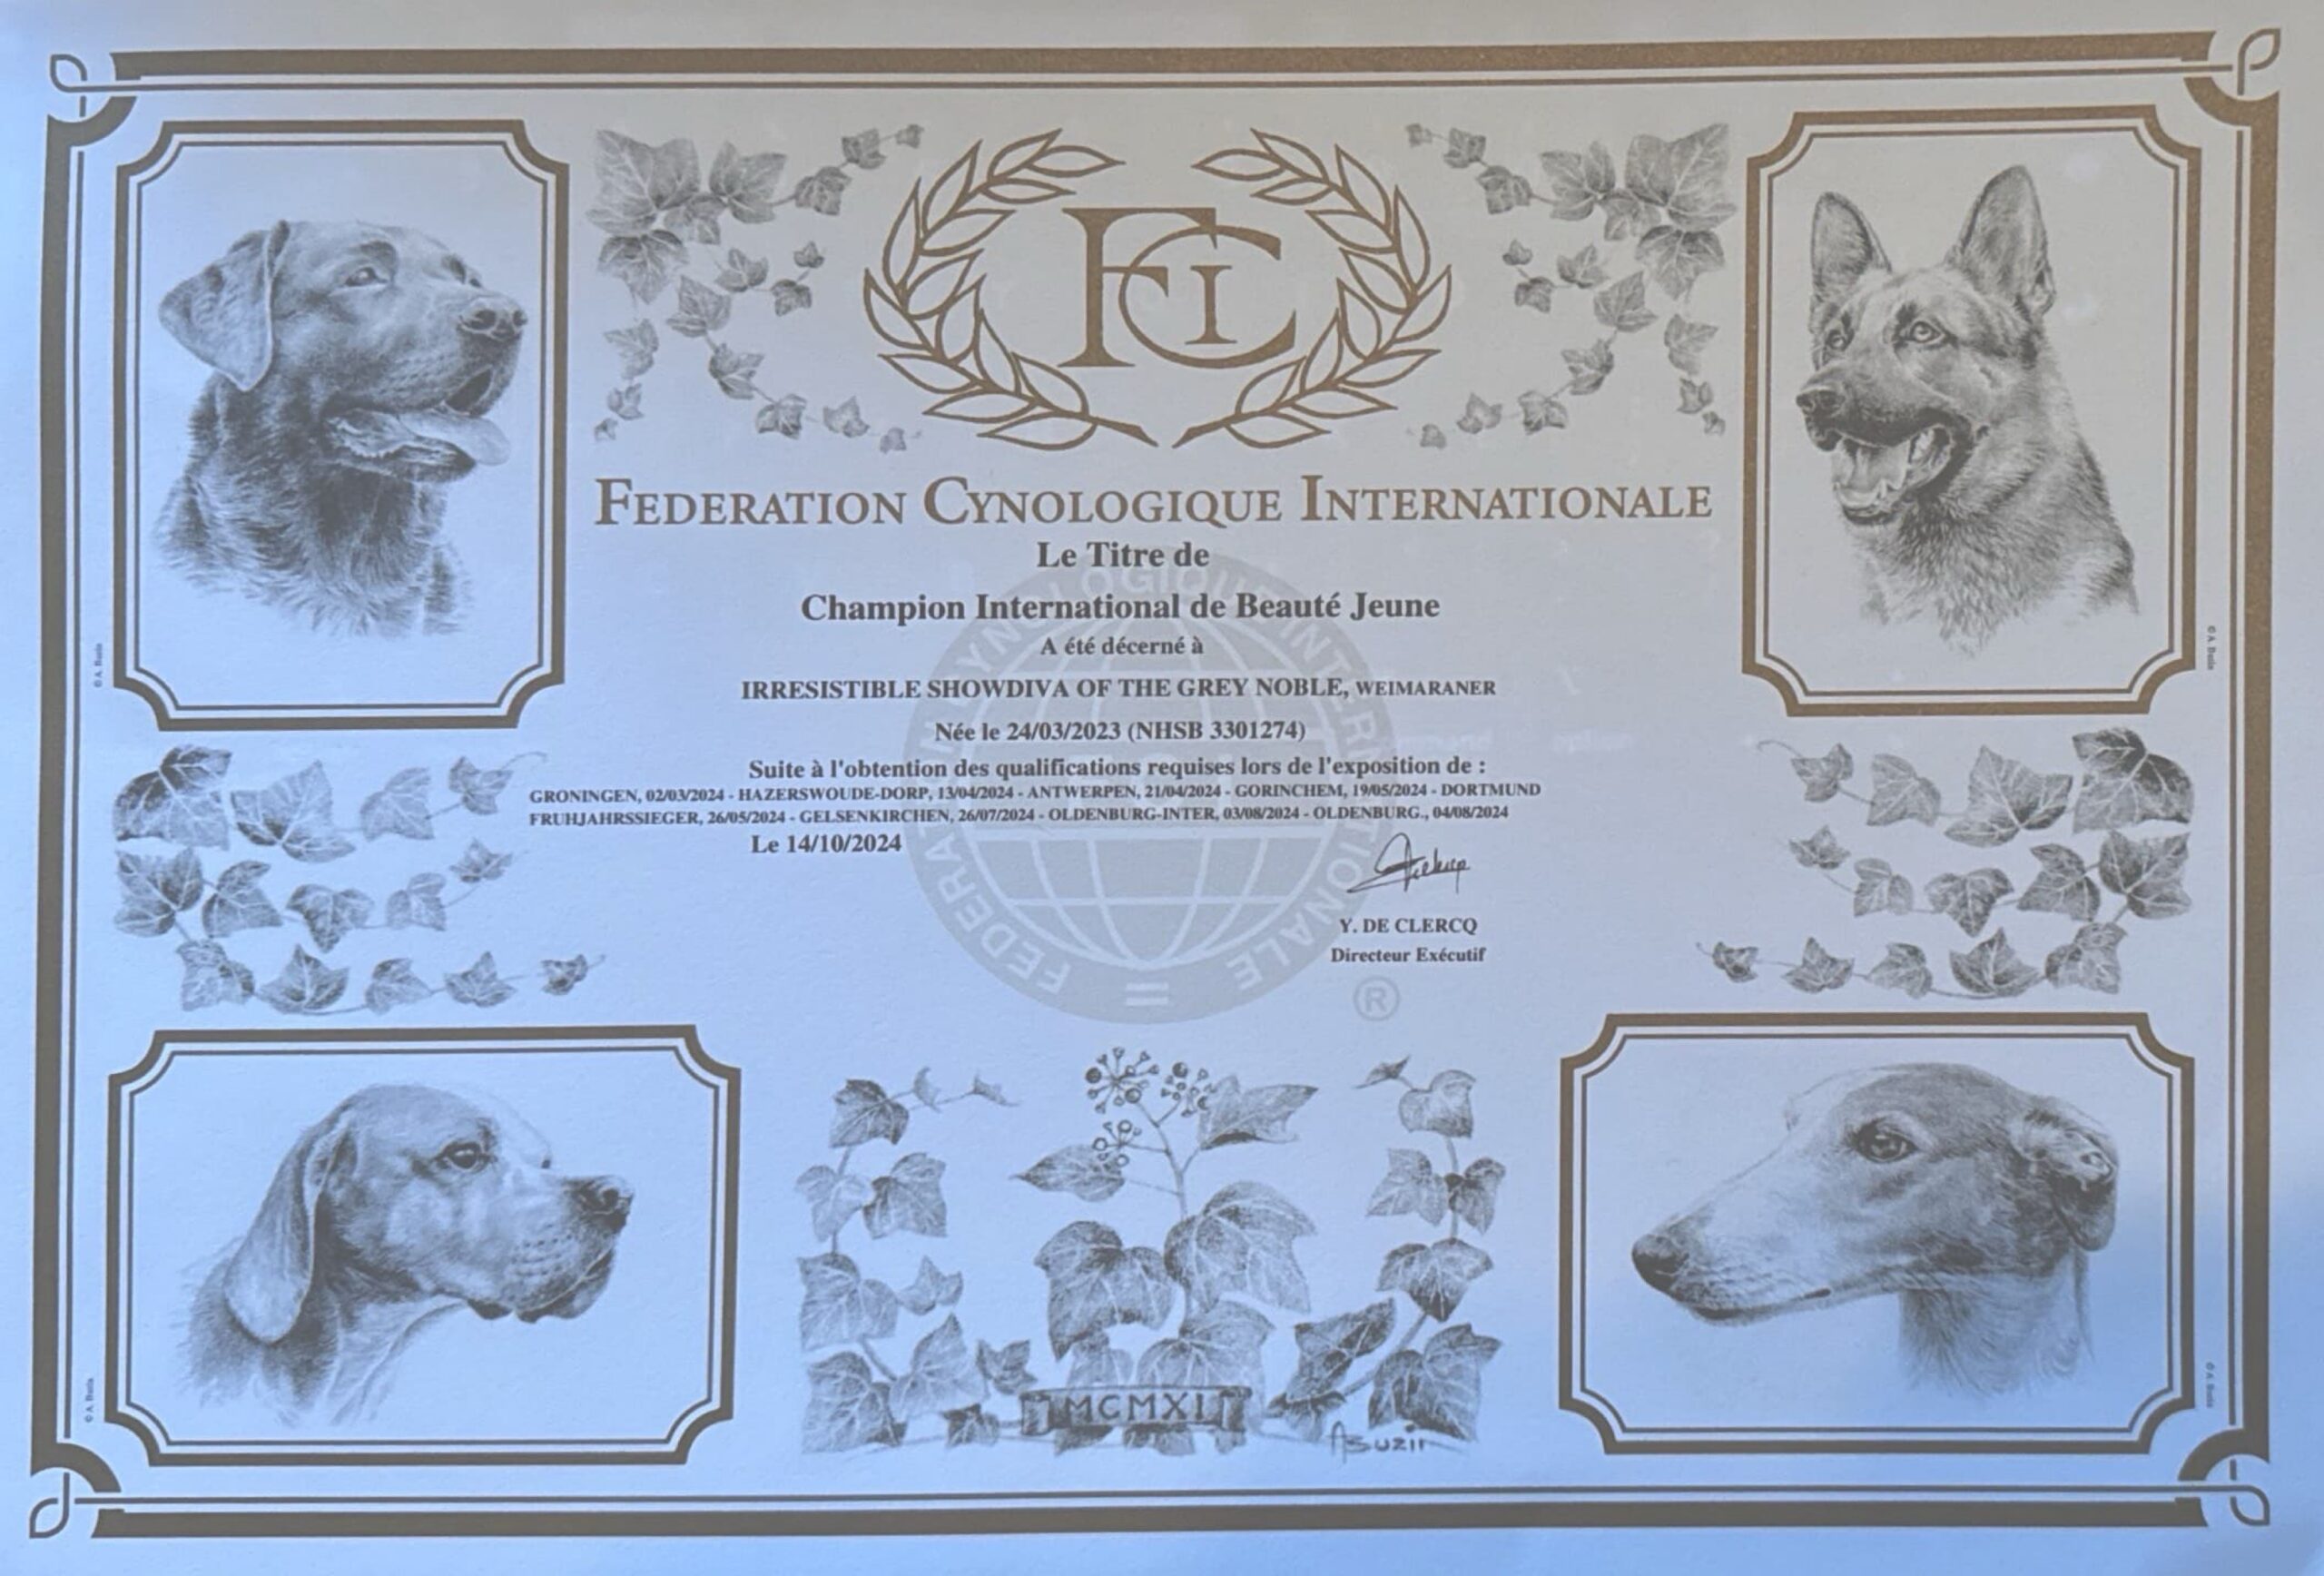 FCI
FEDERATION CYNOLOGIQUE INTERNATIONALE
Le Titre de
Champion International de Beauté Jeune
A été décerné à
IRRESISTIBLE SHOWDIVA OF THE GREY NOBLE, WEIMARANER
Née le 24/03/2023 (NHSB 3301274)
Suite à l'obtention des qualifications requises lors de l'exposition de :
GRONINGEN, 02/03/2024 - HAZERSWOUDE-DORP, 13/04/2024 - ANTWERPEN, 21/04/2024 - GORINCHEM, 19/05/2024 - DORTMUND
FRUHJAHRSSIEGER, 26/05/2024 - GELSENKIRCHEN, 26/07/2024 - OLDENBURG-INTER, 03/08/2024 - OLDENBURG., 04/08/2024
Le 14/10/2024
Y. DE CLERCQ
Directeur Exécutif
FEDERATION CYNOLOGIQUE INTERNATIONALE
®
MCMXI